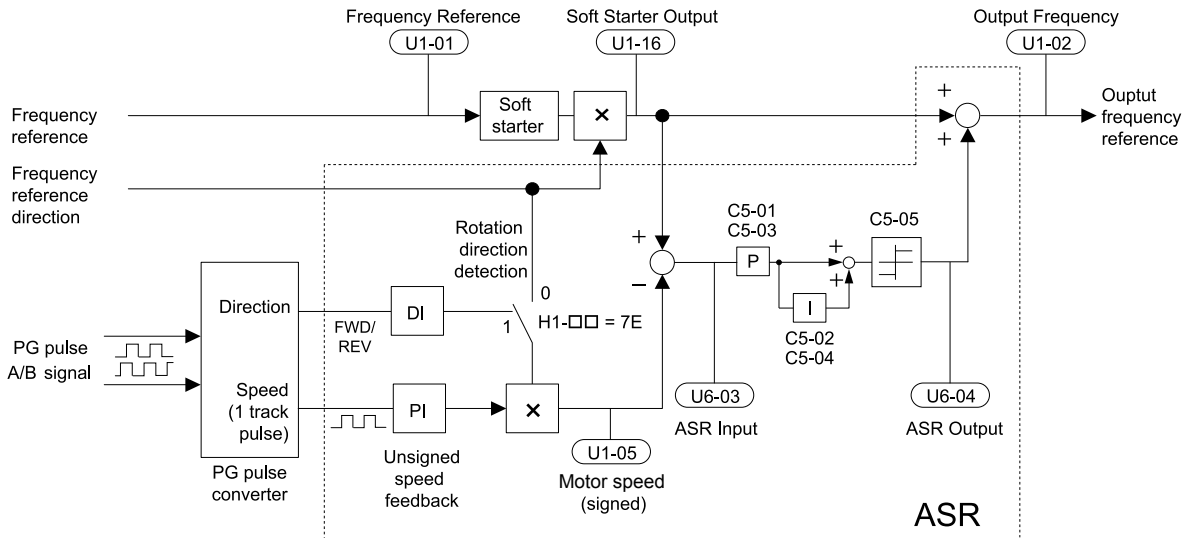 Frequency Reference
U1-01
Soft Starter Output
U1-16
Output Frequency
U1-02
Frequency
reference
Soft
starter
×
+
+
Ouptut
frequency
reference
Frequency
reference
direction
Rotation
direction
detection
0
1
H1-□□ = 7E
+
−
C5-01
C5-03
P
+
+
I
C5-02
C5-04
C5-05
PG pulse
A/B signal
Direction
Speed
(1 track
pulse)
PG pulse
converter
FWD/
REV
DI
PI
Unsigned
speed
feedback
×
U1-05
Motor speed
(signed)
U6-03
ASR Input
U6-04
ASR Output
ASR